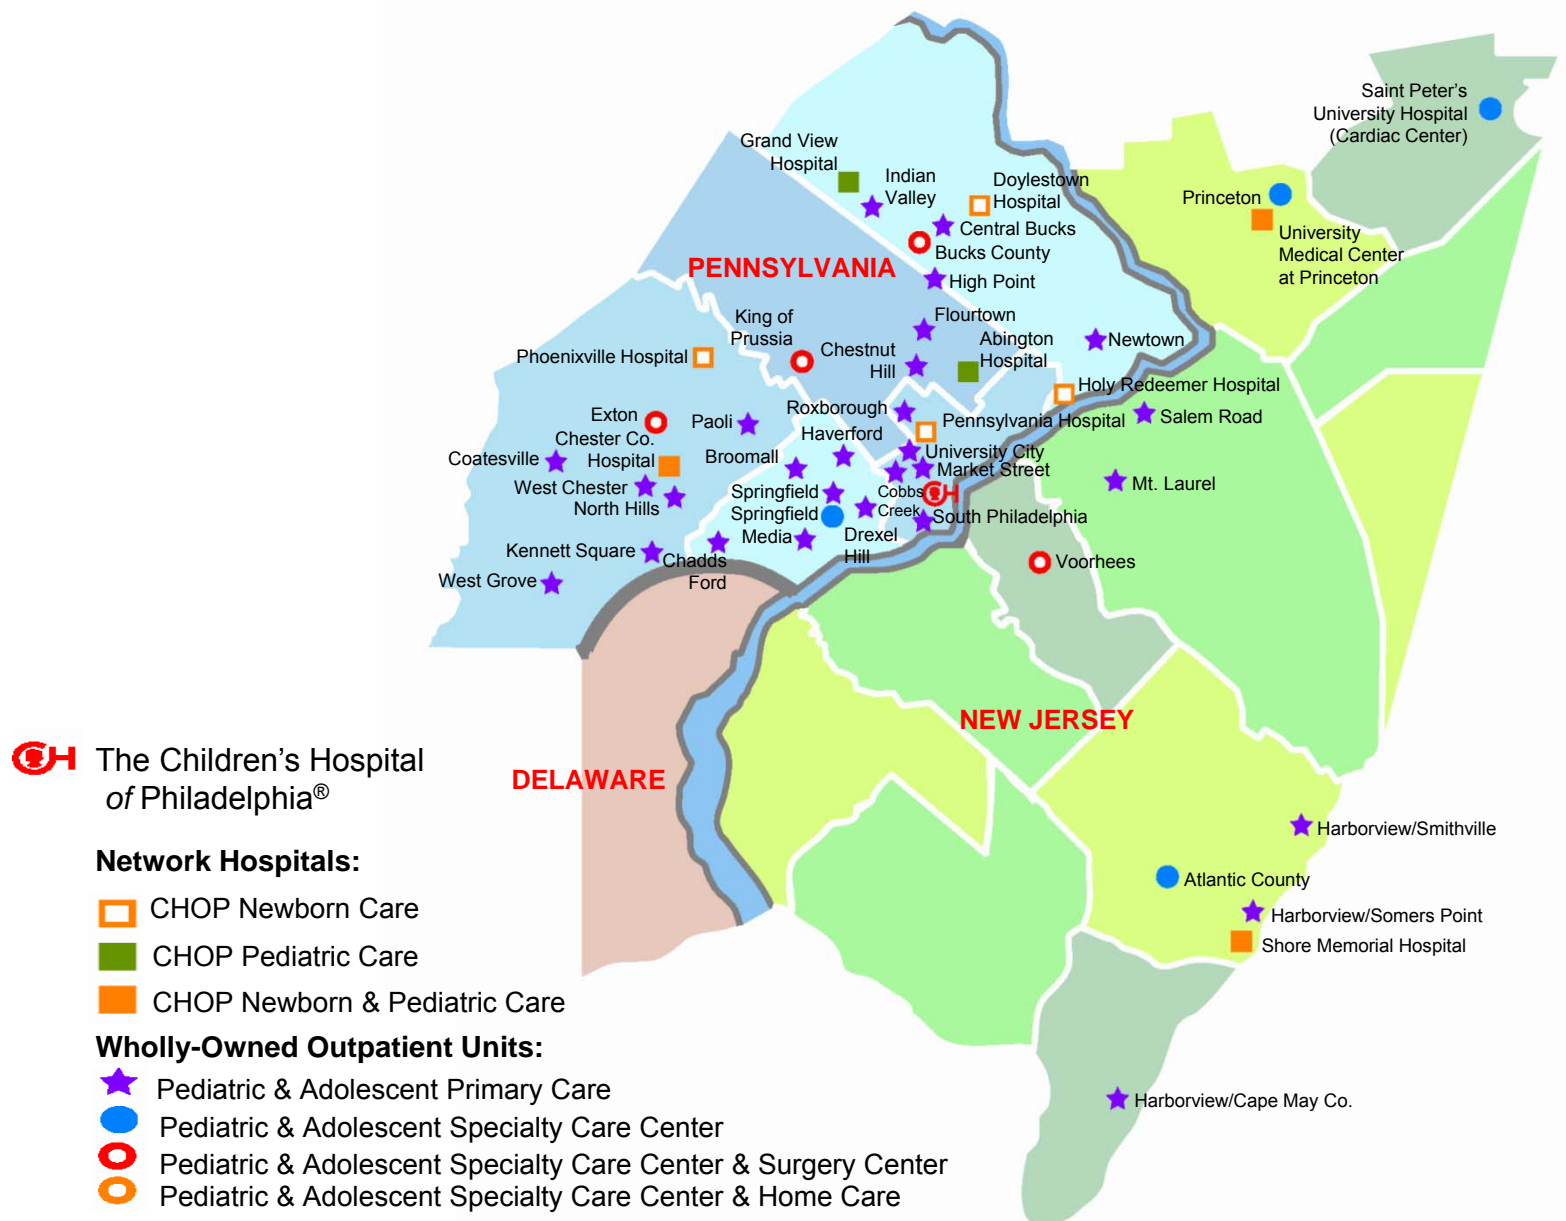 Saint Peter's
University Hospital
(Cardiac Center)
Grand View
Hospital
Indian
Valley
Doylestown
Hospital
Princeton
Central Bucks
University
Medical Center
at Princeton
Bucks County
PENNSYLVANIA
High Point
King of
Prussia
Flourtown
Abington
Hospital
Newtown
Chestnut
Hill
Phoenixville Hospital
Holy Redeemer Hospital
Roxborough
Pennsylvania Hospital
Salem Road
Exton
Paoli
Haverford
Chester Co.
Hospital
University City
Coatesville
Broomall
Market Street
West Chester
North Hills
Springfield
Springfield
Cobbs
Creek
Mt. Laurel
South Philadelphia
Media
Drexel
Hill
Kennett Square
Chadds
Ford
Voorhees
West Grove
NEW JERSEY
DELAWARE
CH The Children's Hospital
of Philadelphia®
Harborview/Smithville
Network Hospitals:
Atlantic County
CHOP Newborn Care
Harborview/Somers Point
CHOP Pediatric Care
Shore Memorial Hospital
CHOP Newborn & Pediatric Care
Wholly-Owned Outpatient Units:
Pediatric & Adolescent Primary Care
Harborview/Cape May Co.
Pediatric & Adolescent Specialty Care Center
Pediatric & Adolescent Specialty Care Center & Surgery Center
Pediatric & Adolescent Specialty Care Center & Home Care